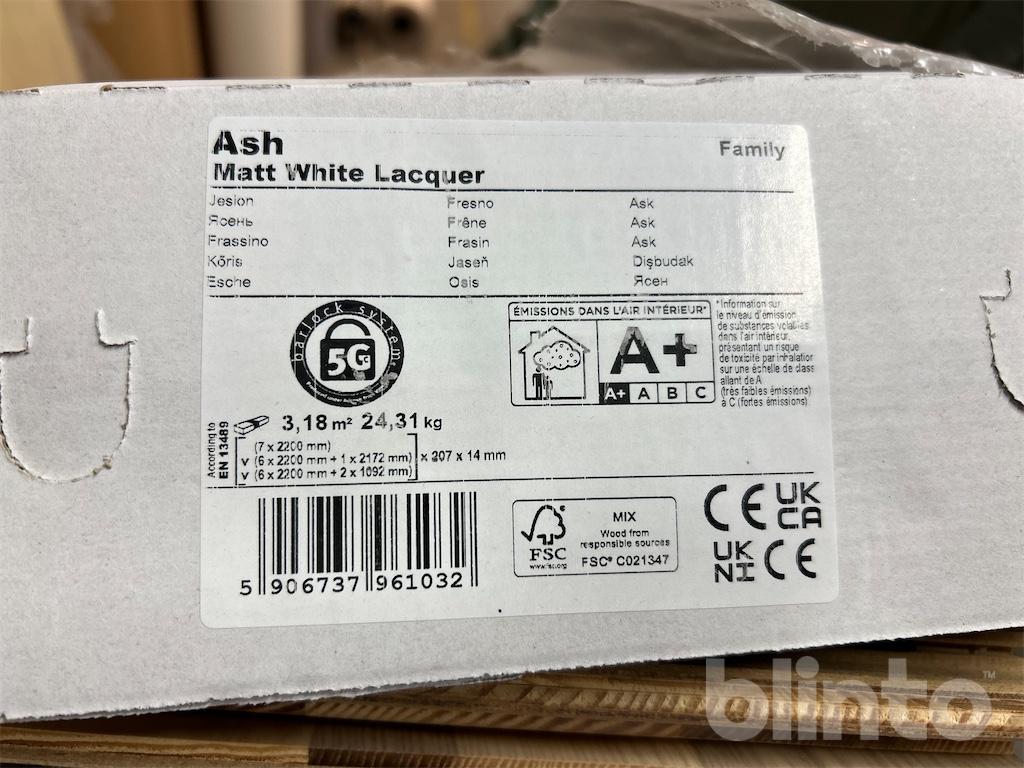 Ash
Family
Matt White Lacquer
Jesion
Fresno
Ask
Ясень
Frêne
Ask
Frassino
Frasin
Ask
Kõris
Jaseň
Dişbudak
Esche
Osis
Ясен
barlock system
5Gc
ÉMISSIONS DANS L'AIR INTÉRIEUR*
A+
A+ A B C
*Information sur
le niveau d'émission
de substances volatiles
dans l'air intérieur,
présentant un risque
de toxicité par inhalation
sur une échelle de class
allant de A
(très faibles émissions)
à C (fortes émissions)
3,18 m² 24,31 kg
According to
EN 13489
(7 x 2200 mm)
v (6 x 2200 mm + 1 x 2172 mm) x 207 x 14 mm
v (6 x 2200 mm + 2 x 1092 mm)
5 906737 961032
FSC
www.fsc.org
MIX
Wood from
responsible sources
FSC® C021347
CE UK
CA
UK
NI CE
blinto™